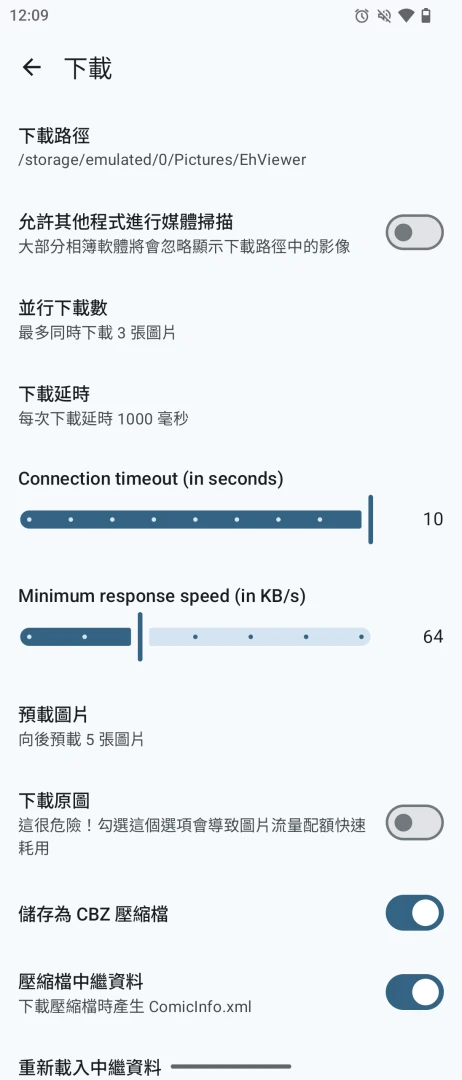 12:09
下載
下載路徑
/storage/emulated/0/Pictures/EhViewer
允許其他程式進行媒體掃描
大部分相簿軟體將會忽略顯示下載路徑中的影像
並行下載數
最多同時下載 3 張圖片
下載延時
每次下載延時 1000 毫秒
Connection timeout (in seconds)
10
Minimum response speed (in KB/s)
64
預載圖片
向後預載 5 張圖片
下載原圖
這很危險！勾選這個選項會導致圖片流量配額快速
耗用
儲存為 CBZ 壓縮檔
壓縮檔中繼資料
下載壓縮檔時產生 ComicInfo.xml
重新載入中繼資料